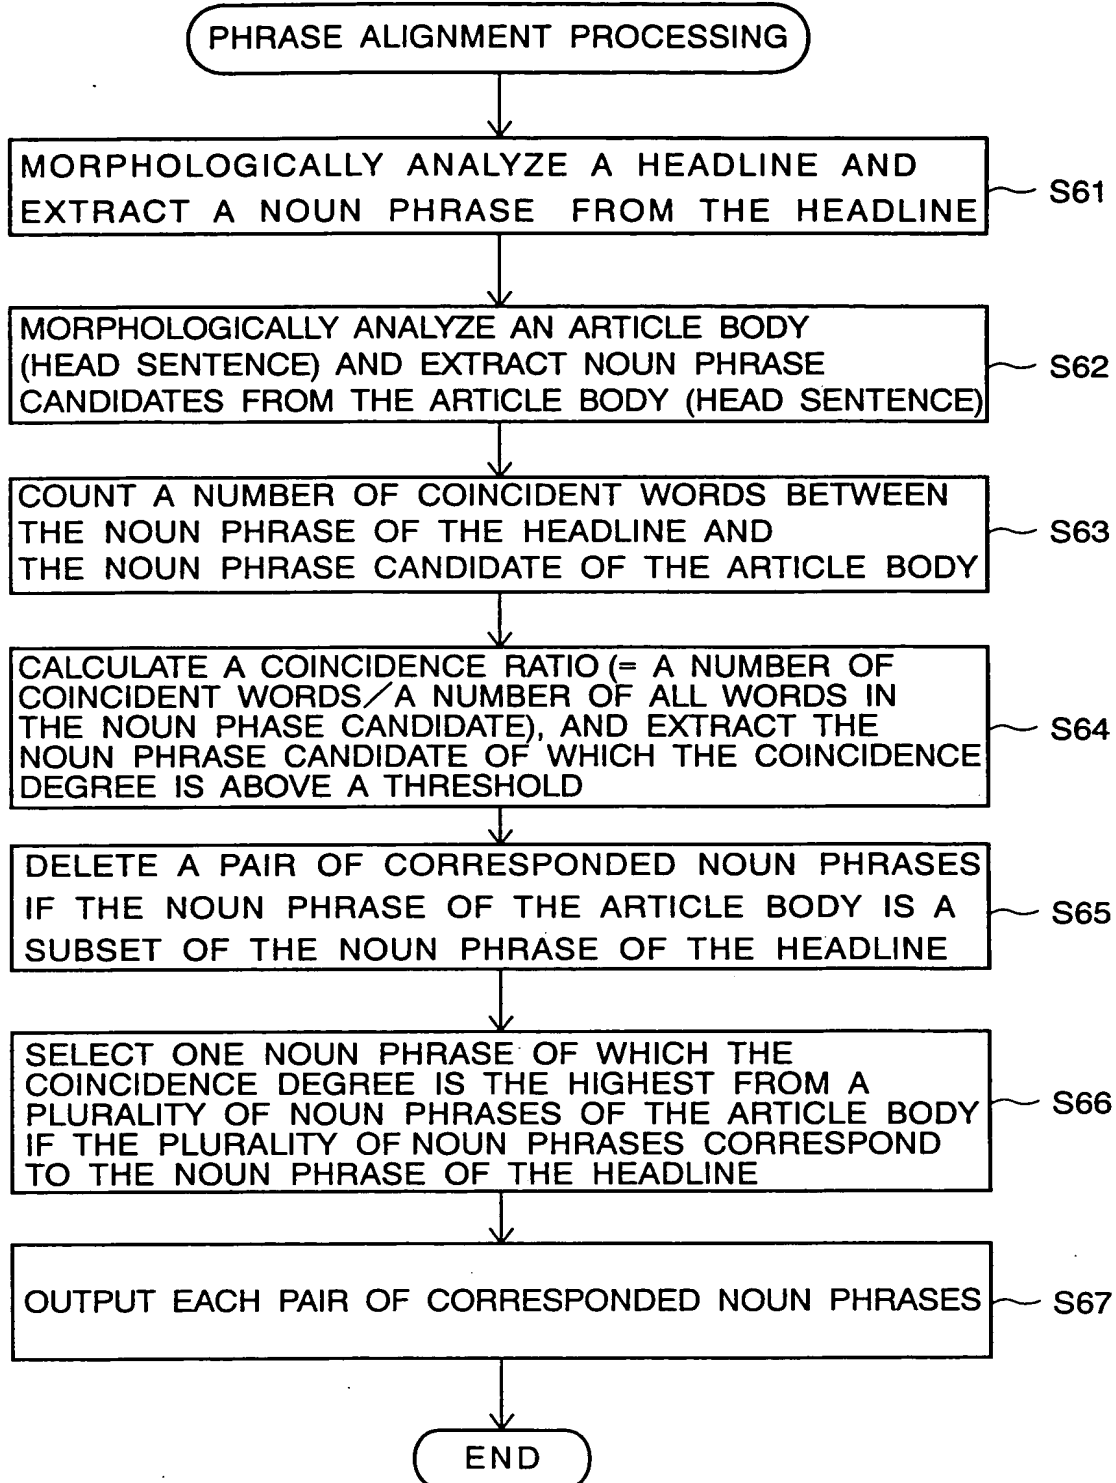 PHRASE ALIGNMENT PROCESSING
MORPHOLOGICALLY ANALYZE A HEADLINE AND
EXTRACT A NOUN PHRASE FROM THE HEADLINE
S61
MORPHOLOGICALLY ANALYZE AN ARTICLE BODY
(HEAD SENTENCE) AND EXTRACT NOUN PHRASE
CANDIDATES FROM THE ARTICLE BODY (HEAD SENTENCE)
S62
COUNT A NUMBER OF COINCIDENT WORDS BETWEEN
THE NOUN PHRASE OF THE HEADLINE AND
THE NOUN PHRASE CANDIDATE OF THE ARTICLE BODY
S63
CALCULATE A COINCIDENCE RATIO (= A NUMBER OF
COINCIDENT WORDS/A NUMBER OF ALL WORDS IN
THE NOUN PHASE CANDIDATE), AND EXTRACT THE
NOUN PHRASE CANDIDATE OF WHICH THE COINCIDENCE
DEGREE IS ABOVE A THRESHOLD
S64
DELETE A PAIR OF CORRESPONDED NOUN PHRASES
IF THE NOUN PHRASE OF THE ARTICLE BODY IS A
SUBSET OF THE NOUN PHRASE OF THE HEADLINE
S65
SELECT ONE NOUN PHRASE OF WHICH THE
COINCIDENCE DEGREE IS THE HIGHEST FROM A
PLURALITY OF NOUN PHRASES OF THE ARTICLE BODY
IF THE PLURALITY OF NOUN PHRASES CORRESPOND
TO THE NOUN PHRASE OF THE HEADLINE
S66
OUTPUT EACH PAIR OF CORRESPONDED NOUN PHRASES
S67
END